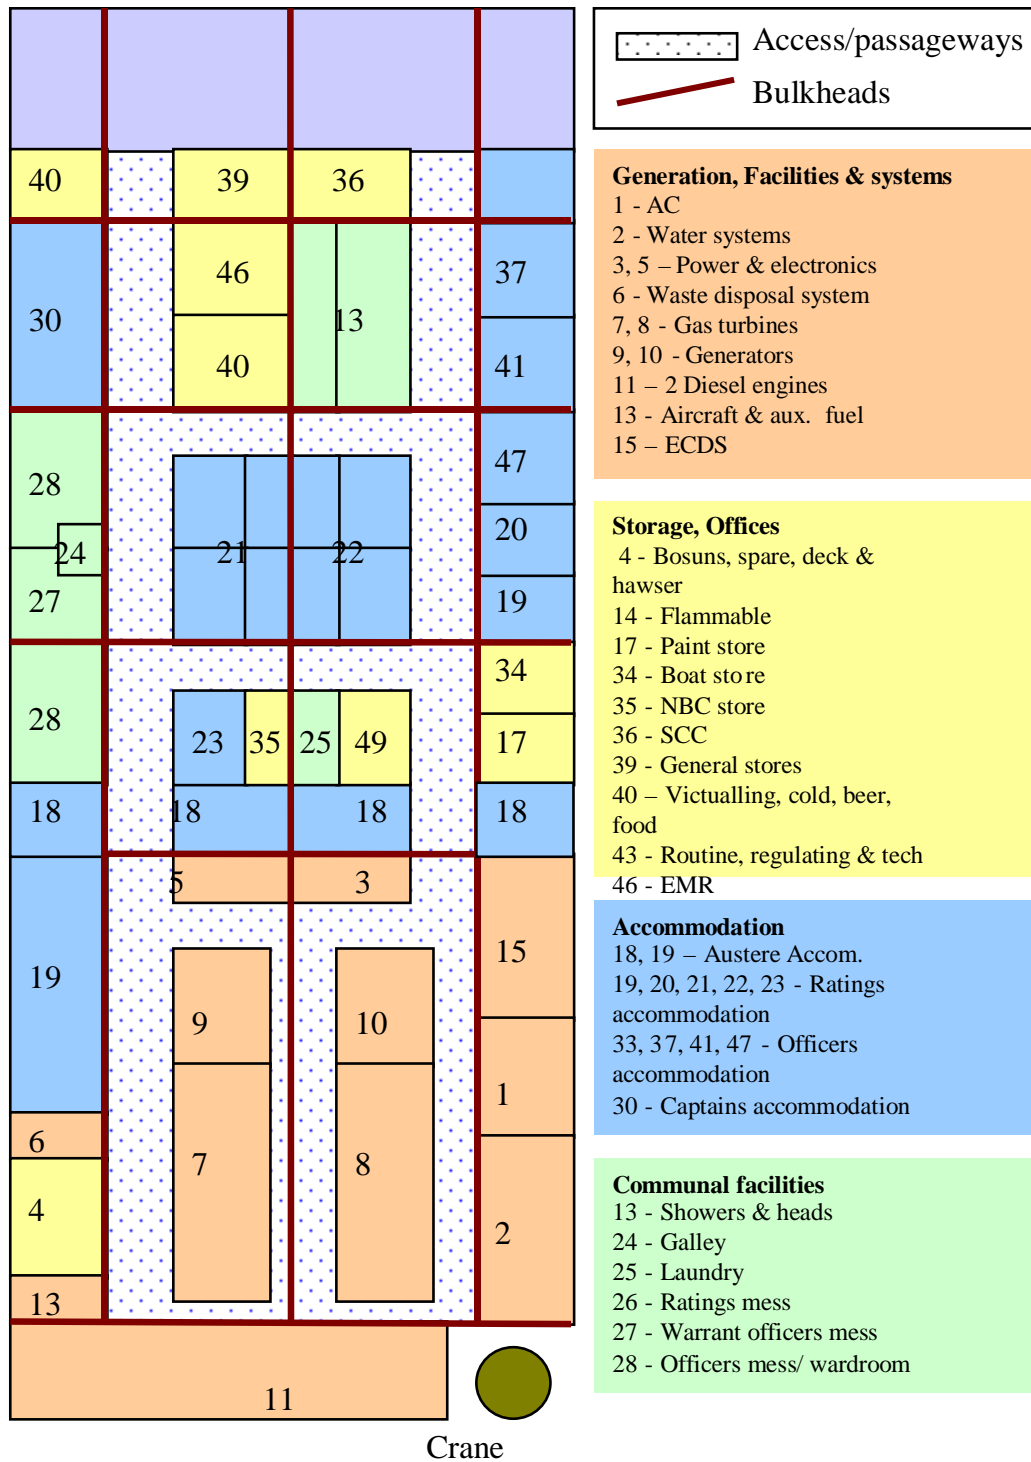 Access/passageways
Bulkheads
40 39 36
46 37
30 13
40 41
28 47
20
24 21 22
27 19
34
28 23 35 25 49 17
18 18 18 18
5 3
15
19
9 10
1
6
7 8
4
2
13
11
Crane
Generation, Facilities & systems
1 - AC
2 - Water systems
3, 5 – Power & electronics
6 - Waste disposal system
7, 8 - Gas turbines
9, 10 - Generators
11 – 2 Diesel engines
13 - Aircraft & aux. fuel
15 – ECDS
Storage, Offices
4 - Bosuns, spare, deck &
hawser
14 - Flammable
17 - Paint store
34 - Boat store
35 - NBC store
36 - SCC
39 - General stores
40 – Victualling, cold, beer,
food
43 - Routine, regulating & tech
46 - EMR
Accommodation
18, 19 – Austere Accom.
19, 20, 21, 22, 23 - Ratings
accommodation
33, 37, 41, 47 - Officers
accommodation
30 - Captains accommodation
Communal facilities
13 - Showers & heads
24 - Galley
25 - Laundry
26 - Ratings mess
27 - Warrant officers mess
28 - Officers mess/ wardroom